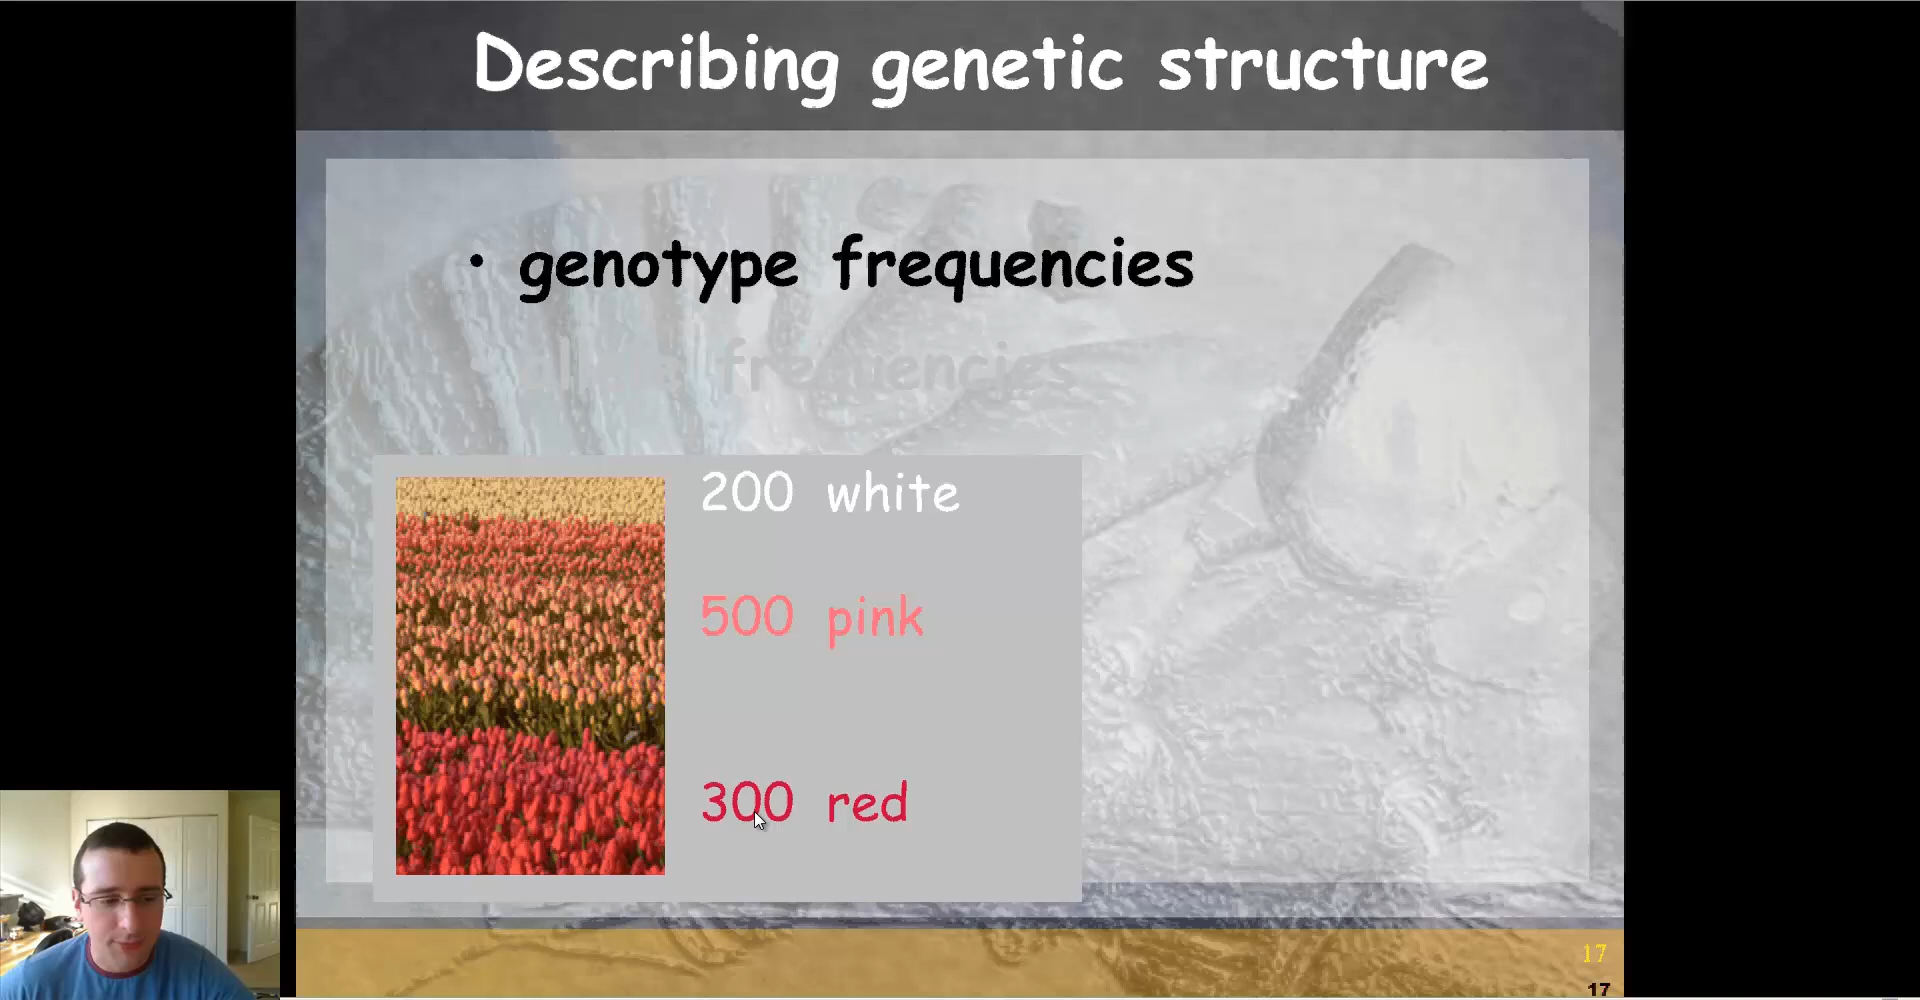 Describing genetic structure
• genotype frequencies
frequencies
200 white
500 pink
300 red
17
17